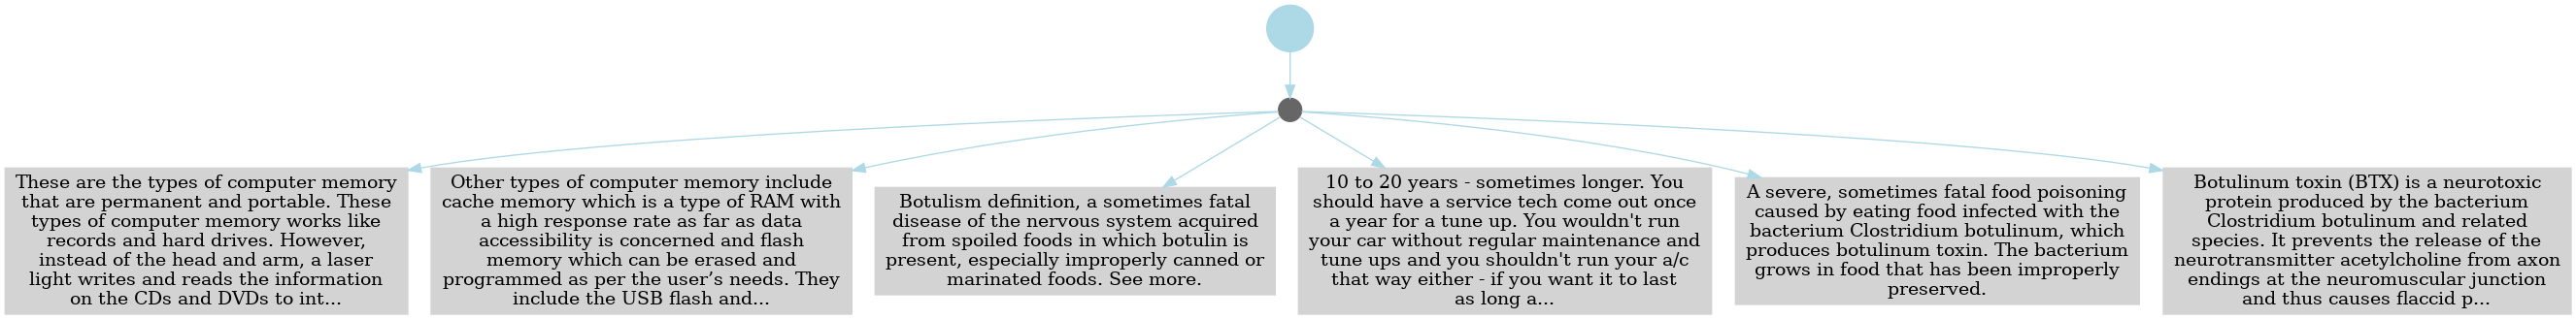 These are the types of computer memory
that are permanent and portable. These
types of computer memory works like
records and hard drives. However,
instead of the head and arm, a laser
light writes and reads the information
on the CDs and DVDs to int...
Other types of computer memory include
cache memory which is a type of RAM with
a high response rate as far as data
accessibility is concerned and flash
memory which can be erased and
programmed as per the user’s needs. They
include the USB flash and...
Botulism definition, a sometimes fatal
disease of the nervous system acquired
from spoiled foods in which botulin is
present, especially improperly canned or
marinated foods. See more.
10 to 20 years - sometimes longer. You
should have a service tech come out once
a year for a tune up. You wouldn't run
your car without regular maintenance and
tune ups and you shouldn't run your a/c
that way either - if you want it to last
as long a...
A severe, sometimes fatal food poisoning
caused by eating food infected with the
bacterium Clostridium botulinum, which
produces botulinum toxin. The bacterium
grows in food that has been improperly
preserved.
Botulinum toxin (BTX) is a neurotoxic
protein produced by the bacterium
Clostridium botulinum and related
species. It prevents the release of the
neurotransmitter acetylcholine from axon
endings at the neuromuscular junction
and thus causes flaccid p...